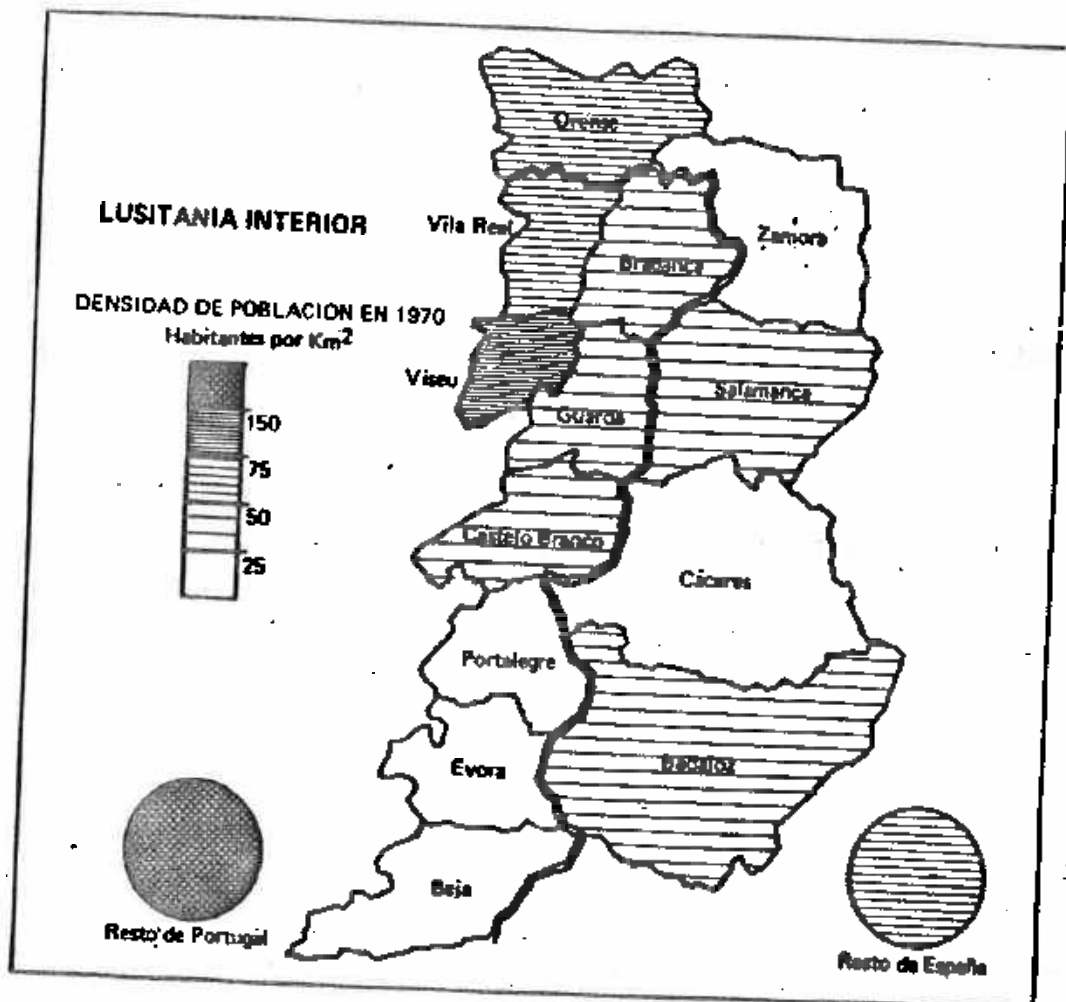 Orense
LUSITANIA INTERIOR
Vila Real
Zamora
Braganca
DENSIDAD DE POBLACION EN 1970
Habitantes por Km²
Viseu
Salamanca
Guarda
150
75
50
25
Castelo Branco
Cáceres
Portalegre
Evora
Badajoz
Beja
Resto de Portugal
Resto de España